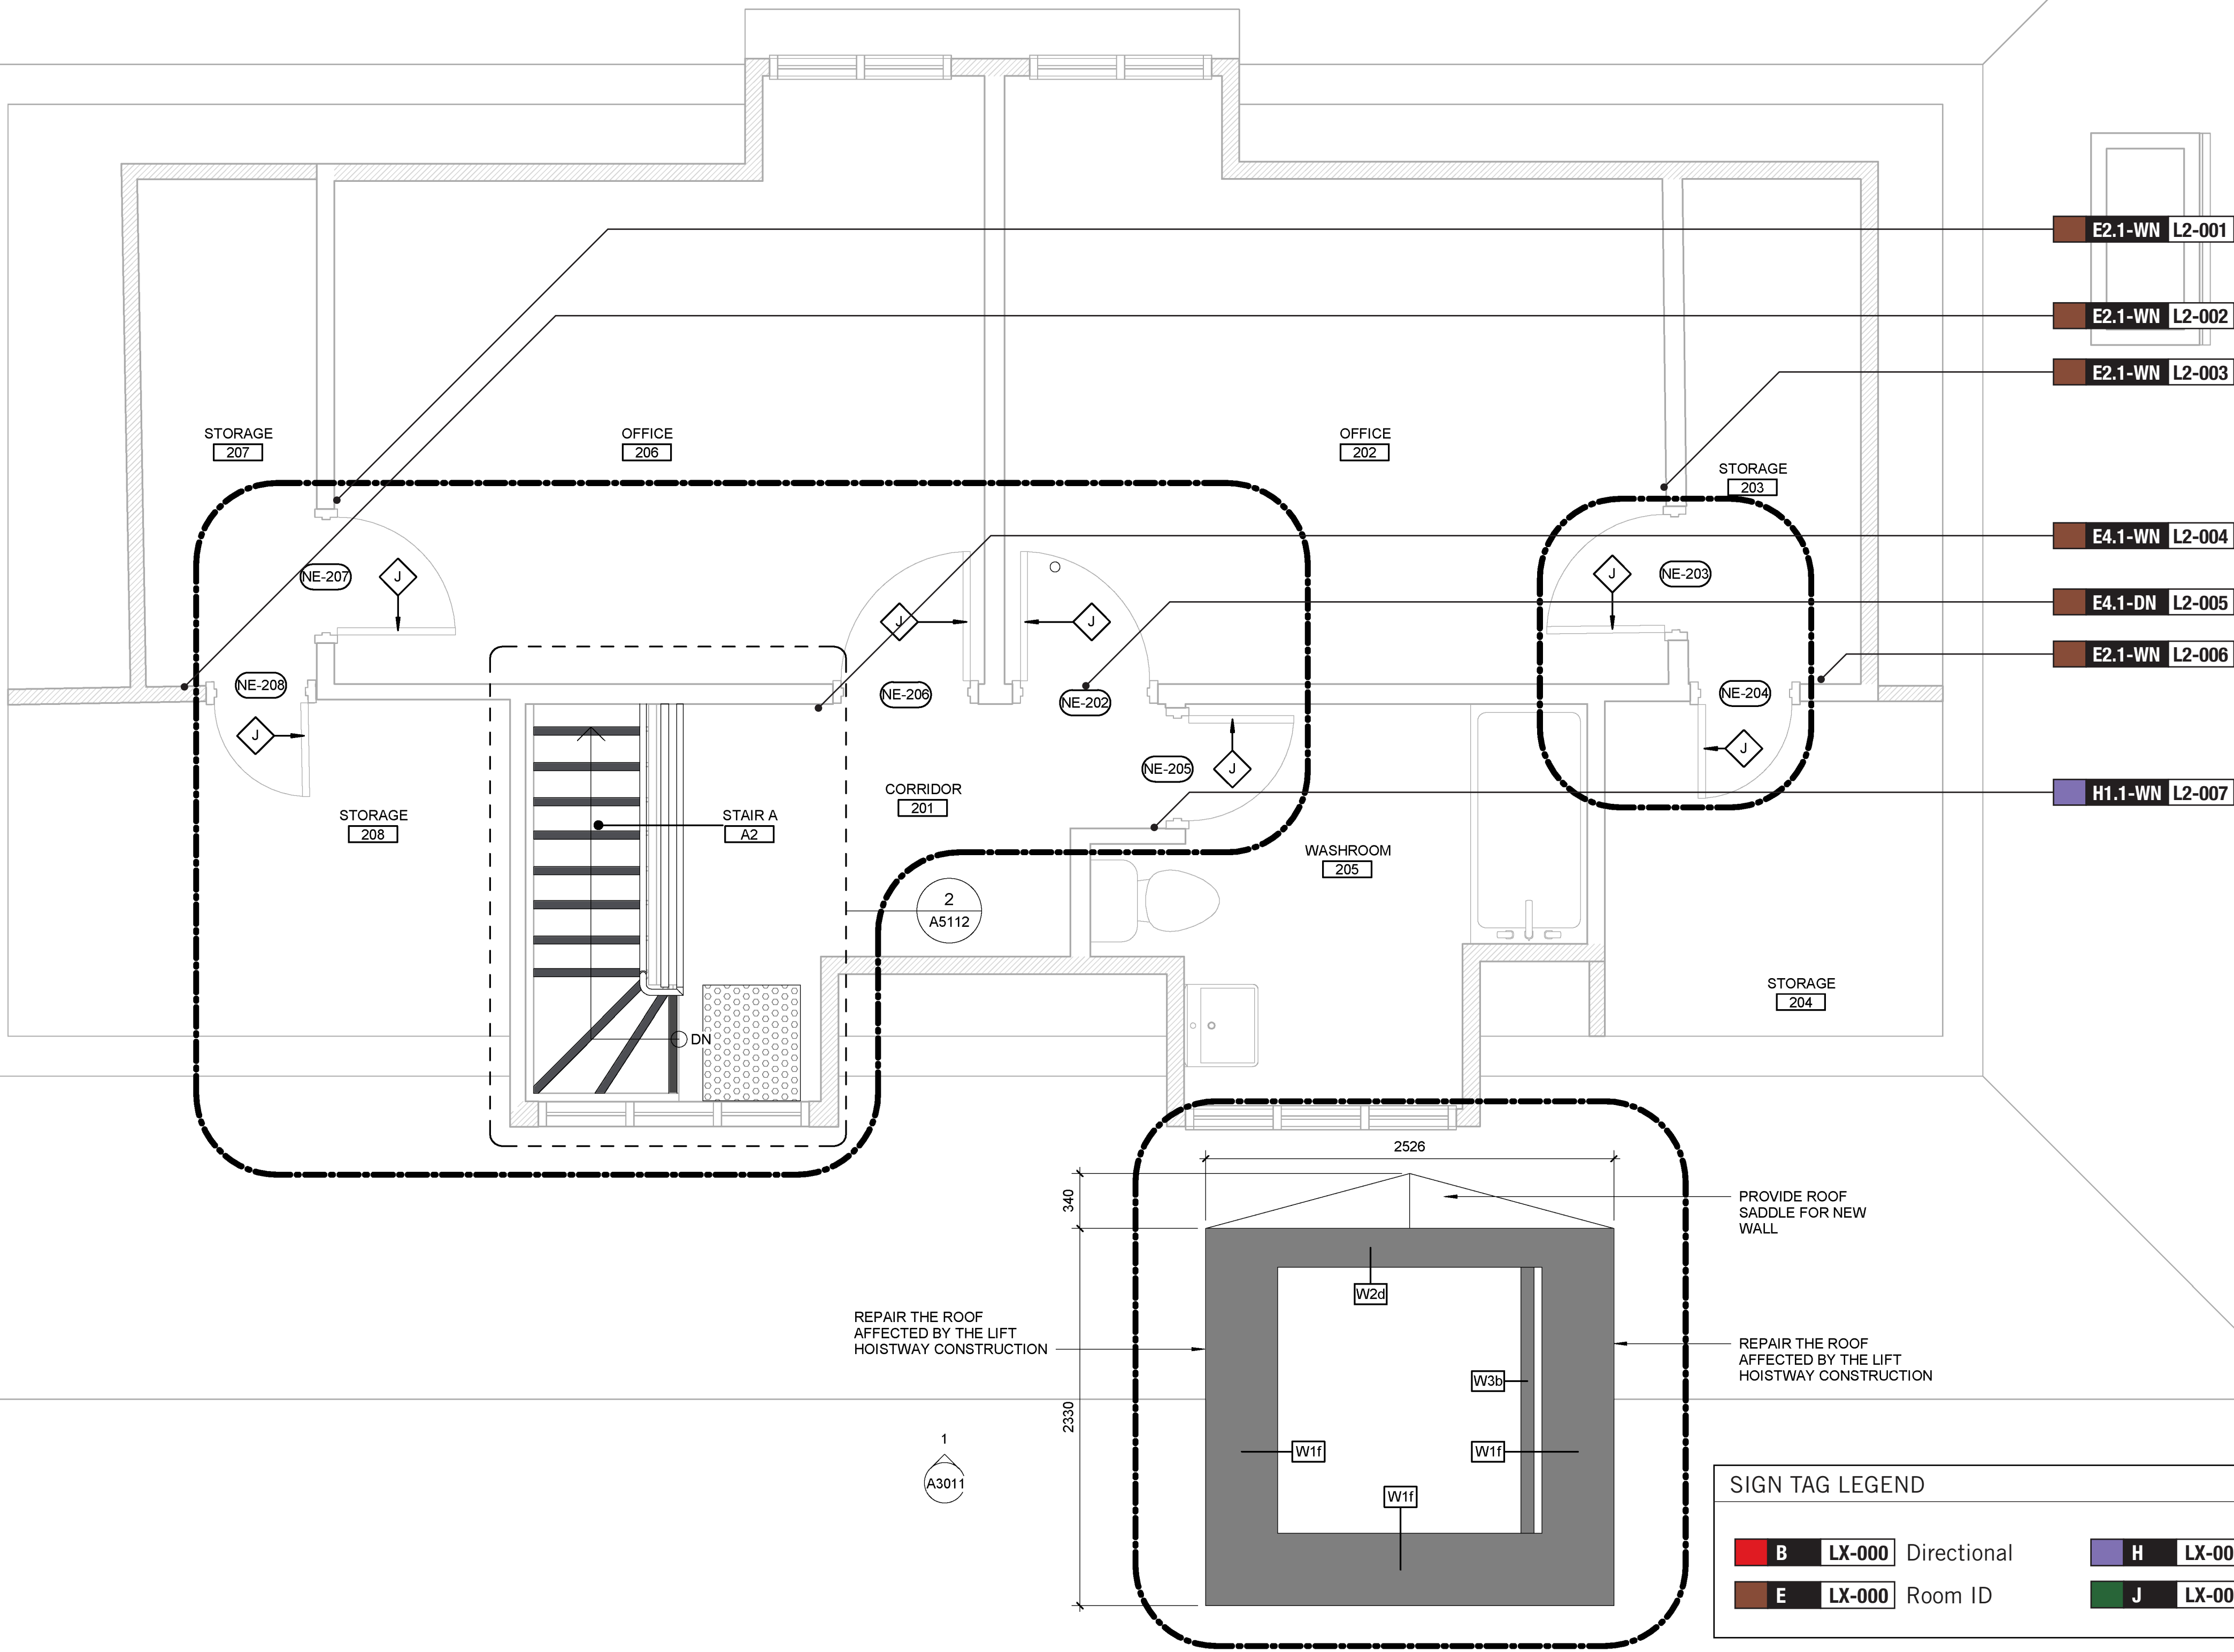 E2.1-WN L2-001
E2.1-WN L2-002
E2.1-WN L2-003
STORAGE
207
OFFICE
206
OFFICE
202
STORAGE
203
E4.1-WN L2-004
NE-207
J
J
NE-203
J
J
E4.1-DN L2-005
E2.1-WN L2-006
NE-208
NE-206
NE-202
NE-204
J
J
NE-205
J
CORRIDOR
201
H1.1-WN L2-007
STORAGE
208
STAIR A
A2
WASHROOM
205
2
A5112
STORAGE
204
DN
2526
340
PROVIDE ROOF
SADDLE FOR NEW
WALL
W2d
REPAIR THE ROOF
AFFECTED BY THE LIFT
HOISTWAY CONSTRUCTION
REPAIR THE ROOF
AFFECTED BY THE LIFT
HOISTWAY CONSTRUCTION
W3b
2330
1
A3011
W1f
W1f
W1f
SIGN TAG LEGEND
B LX-000 Directional
H LX-00
E LX-000 Room ID
J LX-00